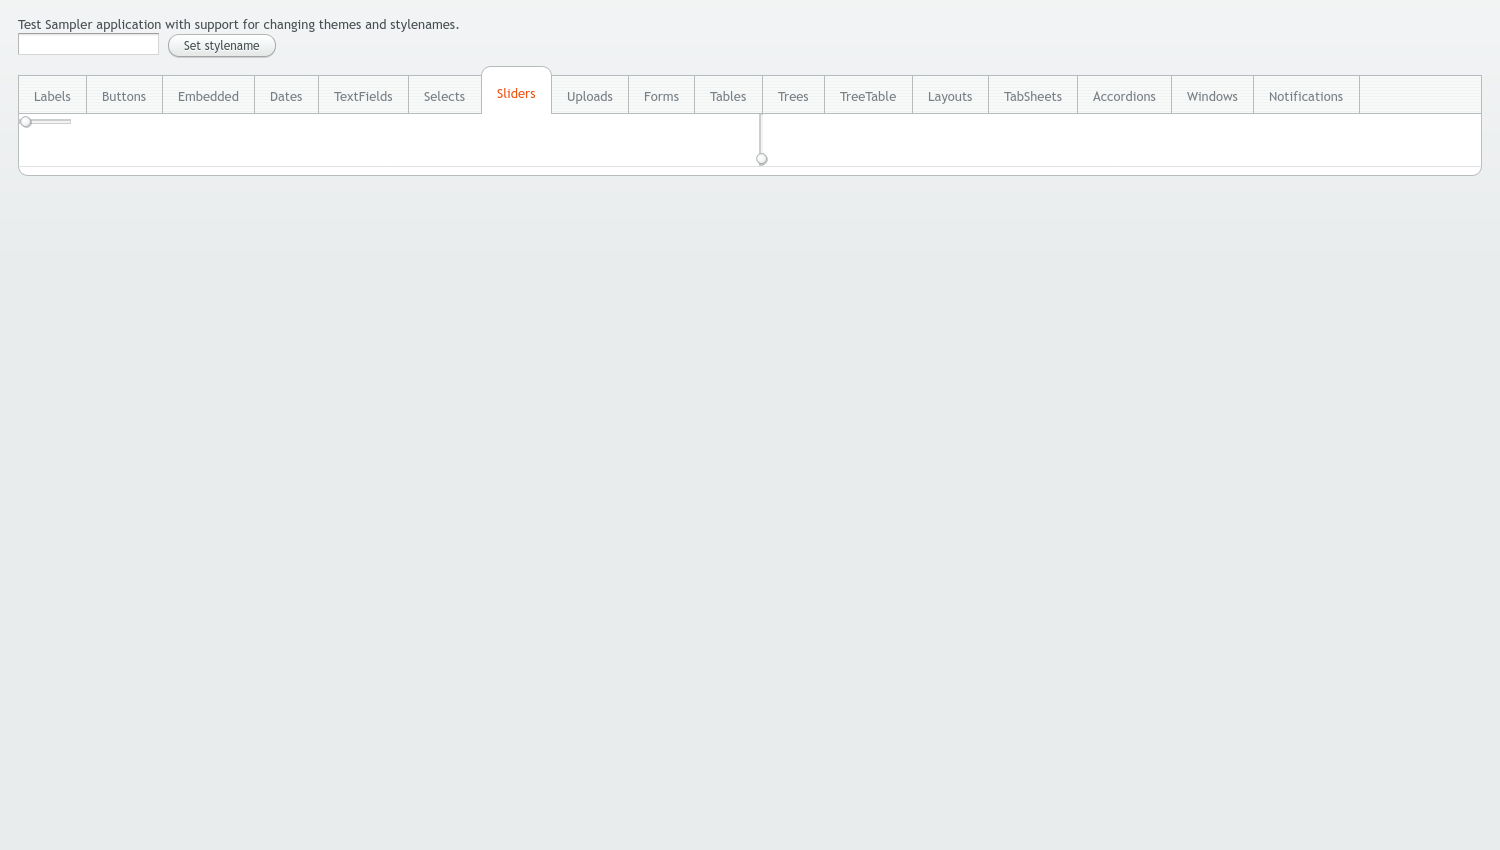 Test Sampler application with support for changing themes and stylenames.
Set stylename
Labels Buttons Embedded Dates TextFields Selects Sliders Uploads Forms Tables Trees TreeTable Layouts TabSheets Accordions Windows Notifications